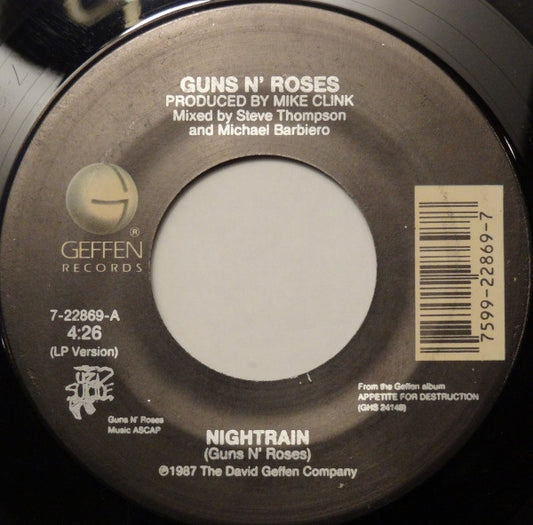 GUNS N' ROSES
PRODUCED BY MIKE CLINK
Mixed by Steve Thompson
and Michael Barbiero
G
®
GEFFEN
RECORDS
7-22869-A
4:26
(LP Version)
7599-22869-7
UZI
SUICIDE
Guns N' Roses
Music ASCAP
From the Geffen album
APPETITE FOR DESTRUCTION
(GHS 24148)
NIGHTRAIN
(Guns N' Roses)
℗1987 The David Geffen Company